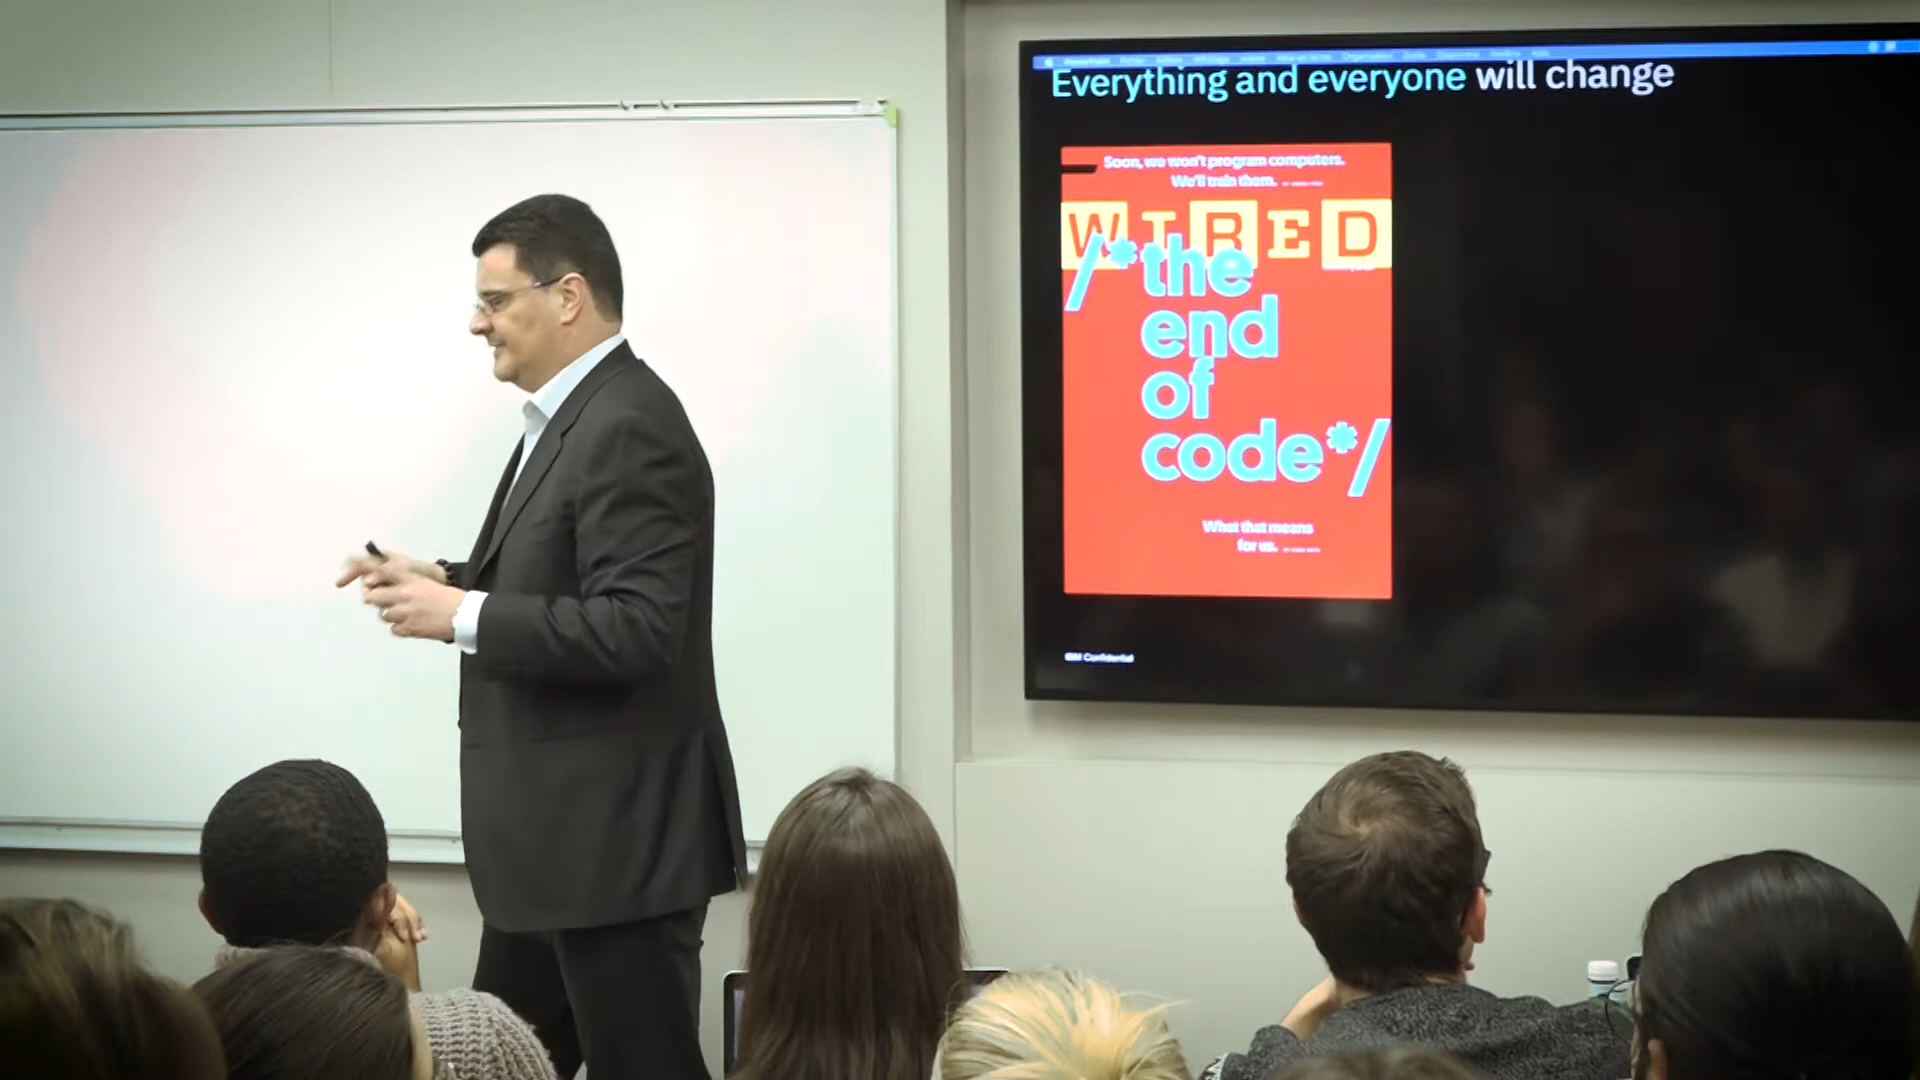 Everything and everyone will change
Soon, we won't program computers.
We'll train them.
WIRED
/*the
end
of
code*/
What that means
for us.
IBM Confidential